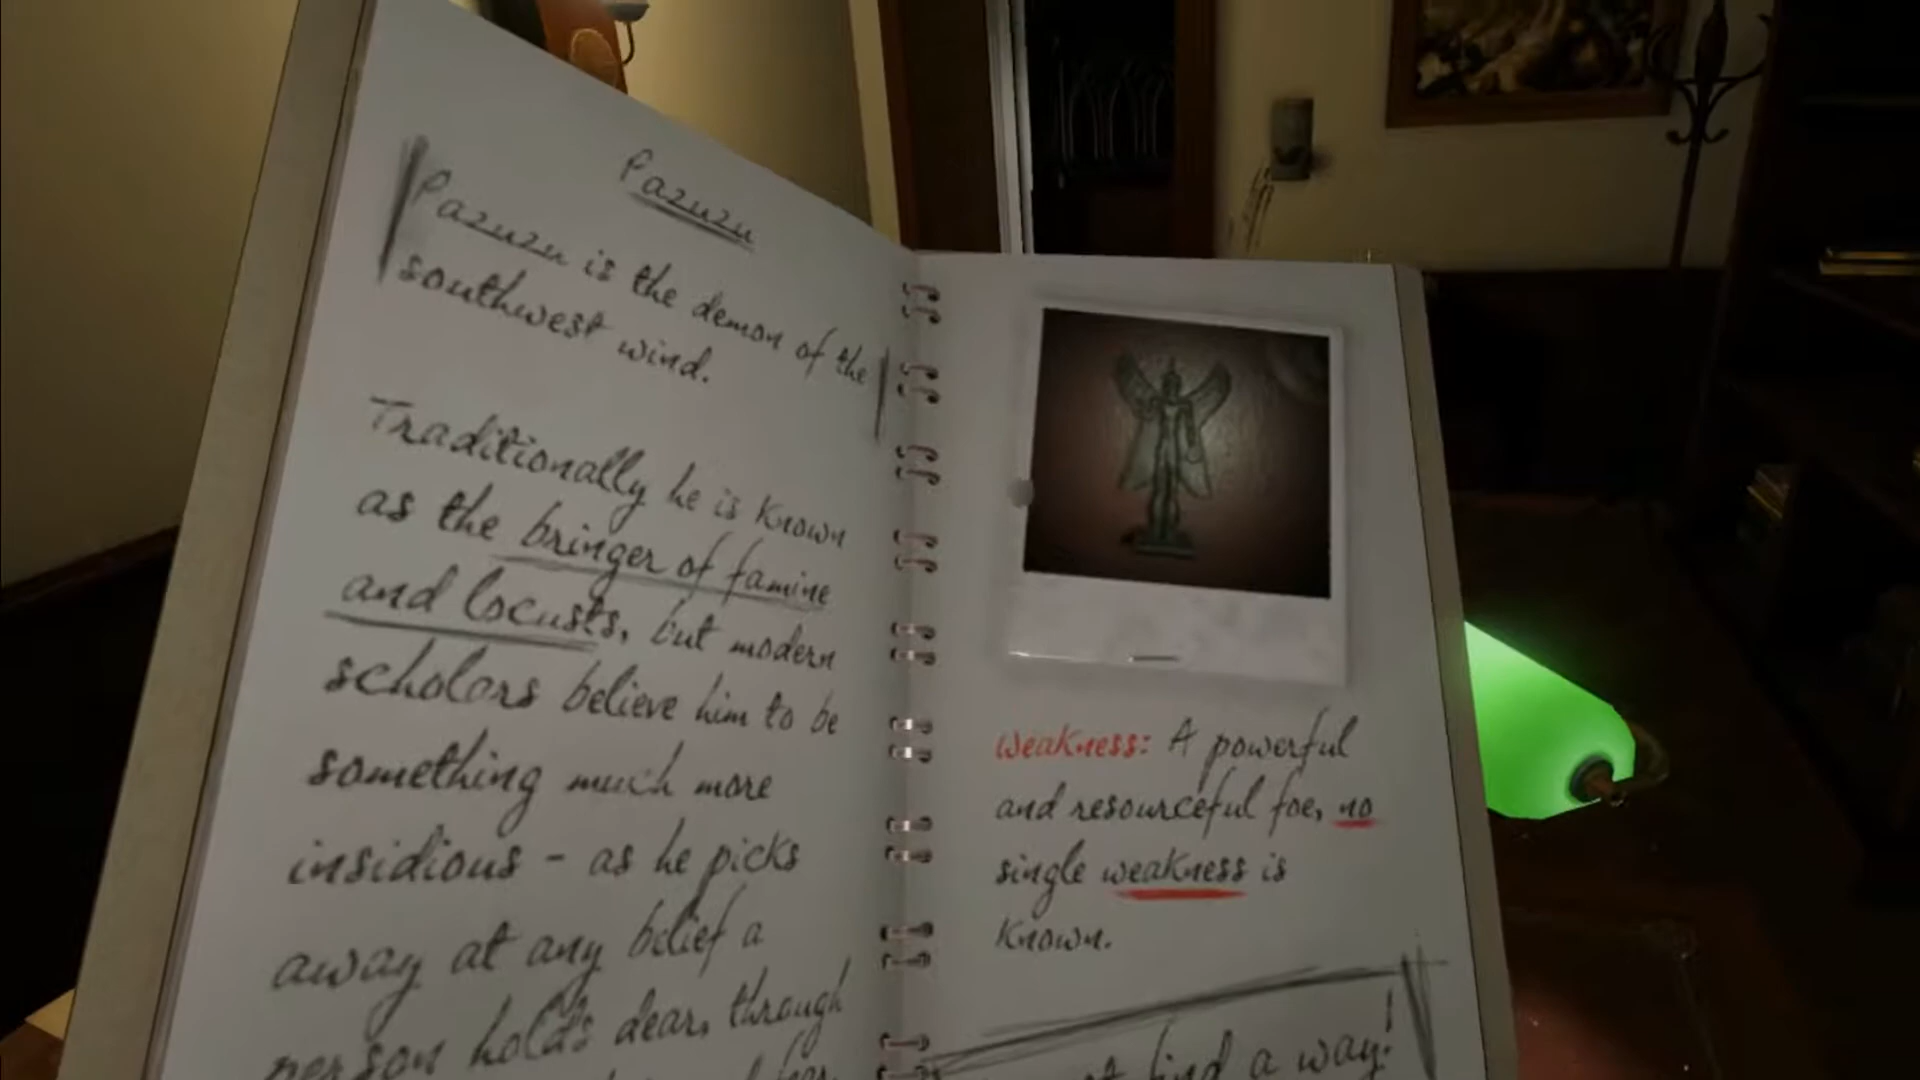 Pazuzu
Pazuzu is the demon of the
southwest wind.
Traditionally he is known
as the bringer of famine
and locusts, but modern
scholars believe him to be
something much more
insidious - as he picks
away at any belief a
person holds dear, through
Weakness: A powerful
and resourceful foe, no
single weakness is
known.
find a way!